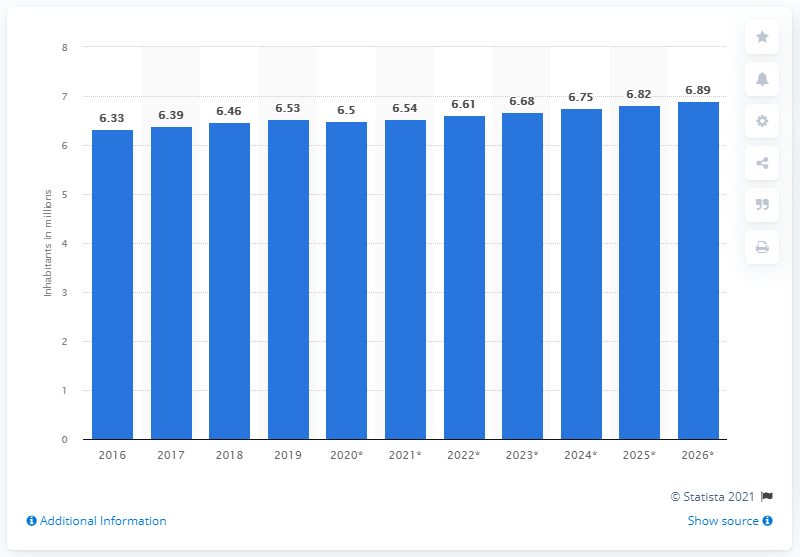 8
7
6
5
4
3
2
1
0
Inhabitants in millions
6.33 6.39 6.46 6.53 6.5 6.54 6.61 6.68 6.75 6.82 6.89
2016 2017 2018 2019 2020* 2021* 2022* 2023* 2024* 2025* 2026*
© Statista 2021
Additional Information
Show source